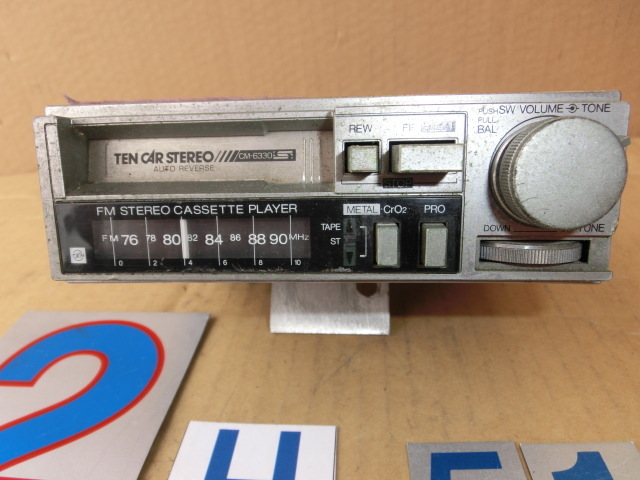 PUSH SW VOLUME TONE
PULL
BAL
REW FF
TEN CAR STEREO CM-6330 S
AUTO REVERSE
FM STEREO CASSETTE PLAYER
METAL CrO₂ PRO
TAPE
ST
FM 76 78 80 82 84 86 88 90 MHz
0 2 4 6 8 10
DOWN TONE
2 H 5 1